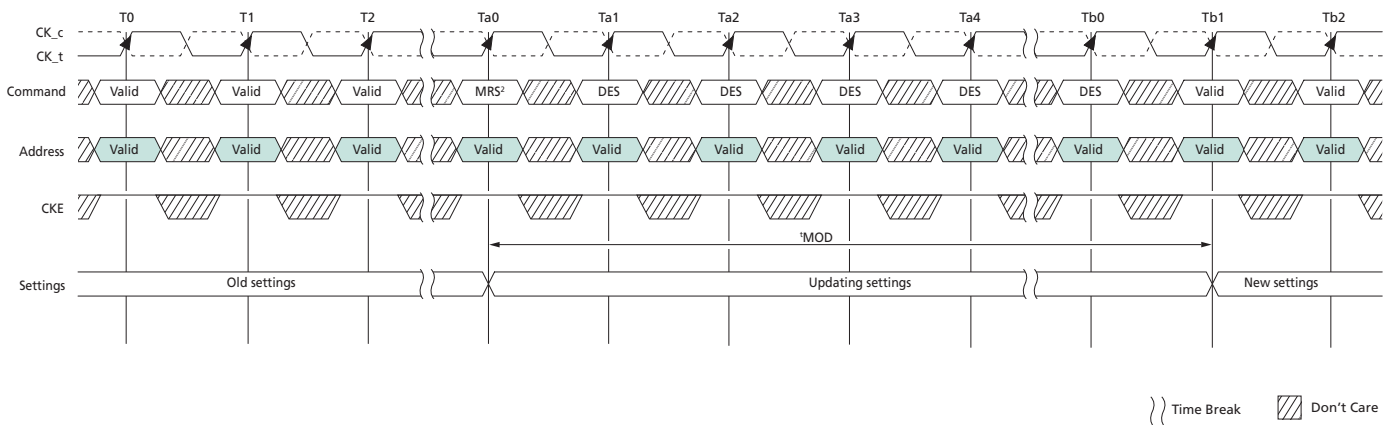 T0 T1 T2 Ta0 Ta1 Ta2 Ta3 Ta4 Tb0 Tb1 Tb2
CK_c
CK_t
Command Valid Valid Valid MRS² DES DES DES DES DES Valid Valid
Address Valid Valid Valid Valid Valid Valid Valid Valid Valid Valid Valid
CKE
ᵗMOD
Settings Old settings Updating settings New settings
Time Break Don't Care